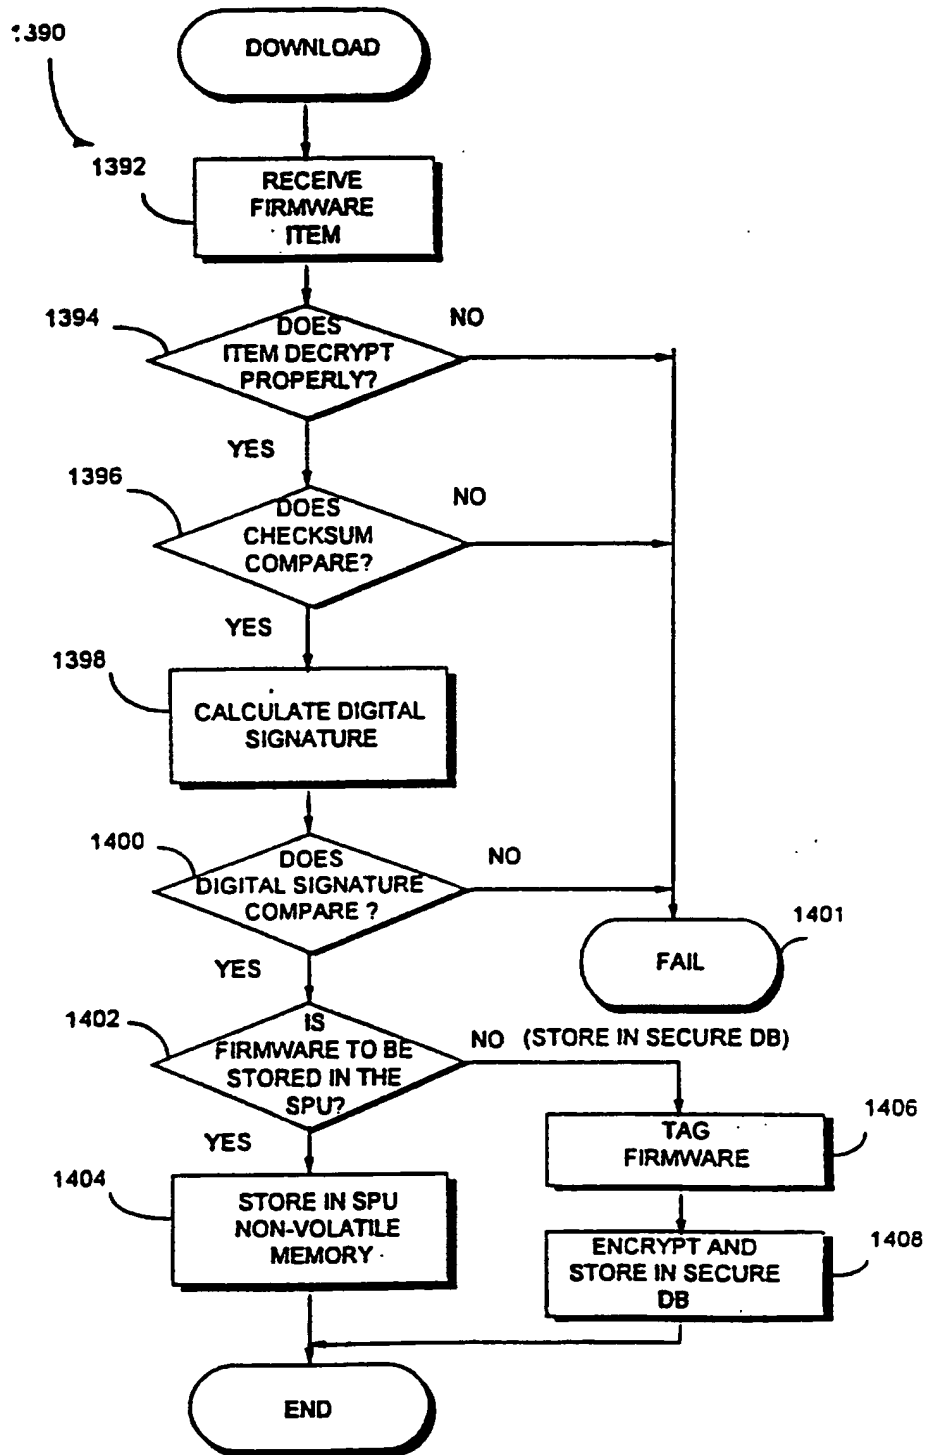 1390
DOWNLOAD
1392
RECEIVE
FIRMWARE
ITEM
1394
DOES
ITEM DECRYPT
PROPERLY?
NO
YES
1396
DOES
CHECKSUM
COMPARE?
NO
YES
1398
CALCULATE DIGITAL
SIGNATURE
1400
DOES
DIGITAL SIGNATURE
COMPARE ?
NO
1401
FAIL
YES
1402
IS
FIRMWARE TO BE
STORED IN THE
SPU?
NO (STORE IN SECURE DB)
YES
1406
TAG
FIRMWARE
1404
STORE IN SPU
NON-VOLATILE
MEMORY
1408
ENCRYPT AND
STORE IN SECURE
DB
END